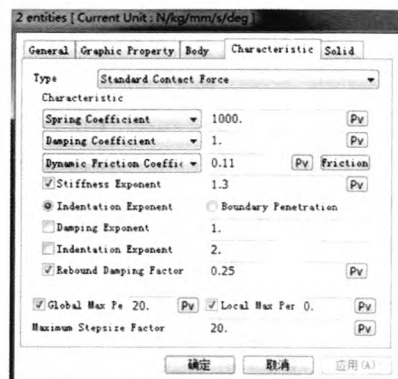 2 entities [ Current Unit : N/kg/mm/s/deg ]
General Graphic Property Body Characteristic Solid
Type Standard Contact Force
Characteristic
Spring Coefficient 1000. Pv
Damping Coefficient 1. Pv
Dynamic Friction Coeffic 0.11 Pv Friction
Stiffness Exponent 1.3 Pv
Indentation Exponent Boundary Penetration
Damping Exponent 1.
Indentation Exponent 2.
Rebound Damping Factor 0.25 Pv
Global Max Pe 20. Pv Local Max Per 0. Pv
Maximum Stepsize Factor 20. Pv
确定 取消 应用(A)